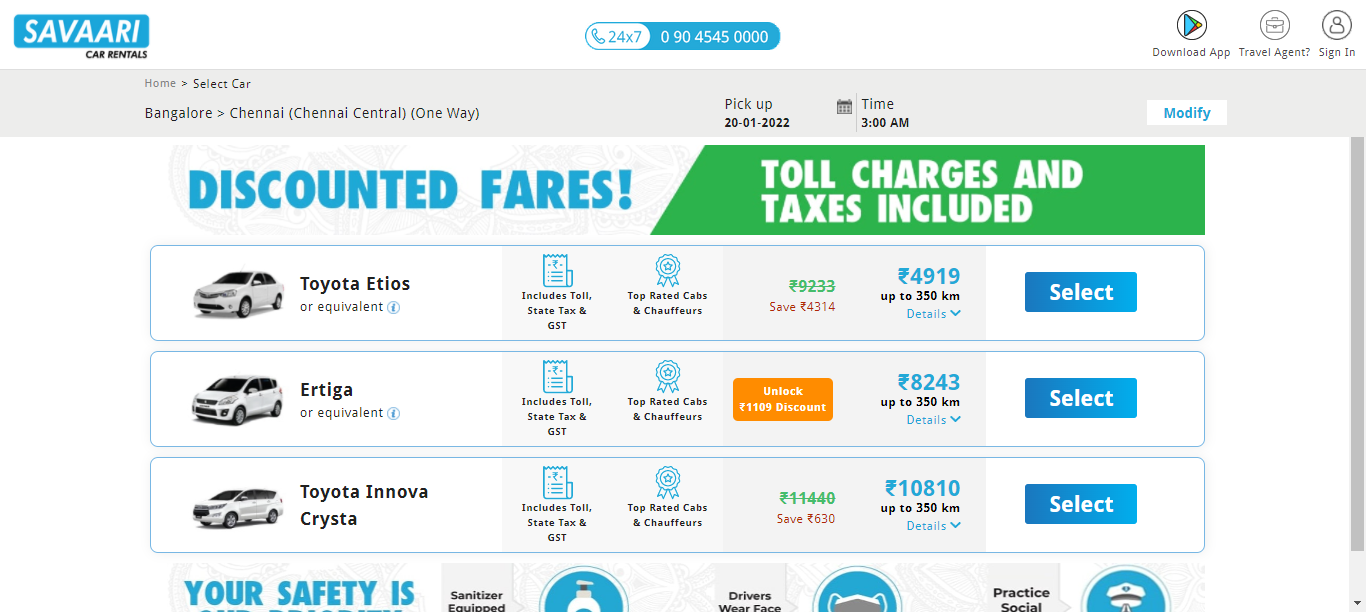 SAVAARI
CAR RENTALS
24x7 0 90 4545 0000
Download App Travel Agent? Sign In
Home > Select Car
Bangalore > Chennai (Chennai Central) (One Way)
Pick up
20-01-2022
Time
3:00 AM
Modify
DISCOUNTED FARES!
TOLL CHARGES AND
TAXES INCLUDED
Toyota Etios
or equivalent i
Includes Toll,
State Tax &
GST
Top Rated Cabs
& Chauffeurs
₹9233
Save ₹4314
₹4919
up to 350 km
Details
Select
Ertiga
or equivalent i
Includes Toll,
State Tax &
GST
Top Rated Cabs
& Chauffeurs
Unlock
₹1109 Discount
₹8243
up to 350 km
Details
Select
Toyota Innova
Crysta
Includes Toll,
State Tax &
GST
Top Rated Cabs
& Chauffeurs
₹11440
Save ₹630
₹10810
up to 350 km
Details
Select
YOUR SAFETY IS
OUR PRIORITY
Sanitizer
Equipped
Drivers
Wear Face
Practice
Social